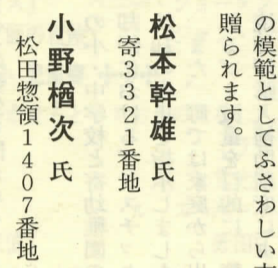 の模範としてふさわしい
贈られます。
松本幹雄 氏
寄3321番地
小野楢次 氏
松田惣領1407番地